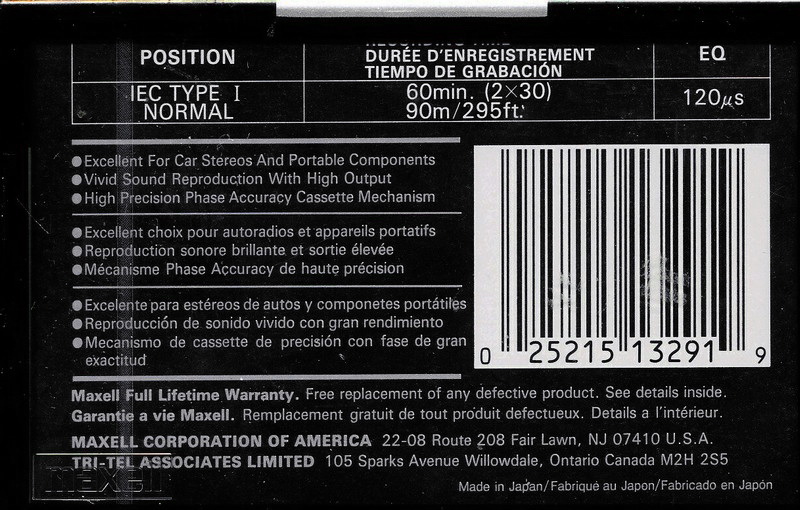 POSITION
RECORDING TIME
DURÉE D'ENREGISTREMENT
TIEMPO DE GRABACIÓN
EQ
IEC TYPE I
NORMAL
60min. (2×30)
90m/295ft.
120µs
●Excellent For Car Stereos And Portable Components
●Vivid Sound Reproduction With High Output
●High Precision Phase Accuracy Cassette Mechanism
●Excellent choix pour autoradios et appareils portatifs
●Reproduction sonore brillante et sortie élevée
●Mécanisme Phase Accuracy de haute précision
●Excelente para estéreos de autos y componetes portátiles
●Reproducción de sonido vivido con gran rendimiento
●Mecanismo de cassette de precisión con fase de gran
exactitud
0 25215 13291 9
Maxell Full Lifetime Warranty. Free replacement of any defective product. See details inside.
Garantie a vie Maxell. Remplacement gratuit de tout produit defectueux. Details a l'intérieur.
MAXELL CORPORATION OF AMERICA 22-08 Route 208 Fair Lawn, NJ 07410 U.S.A.
TRI-TEL ASSOCIATES LIMITED 105 Sparks Avenue Willowdale, Ontario Canada M2H 2S5
maxell
Made in Japan/Fabriqué au Japon/Fabricado en Japón